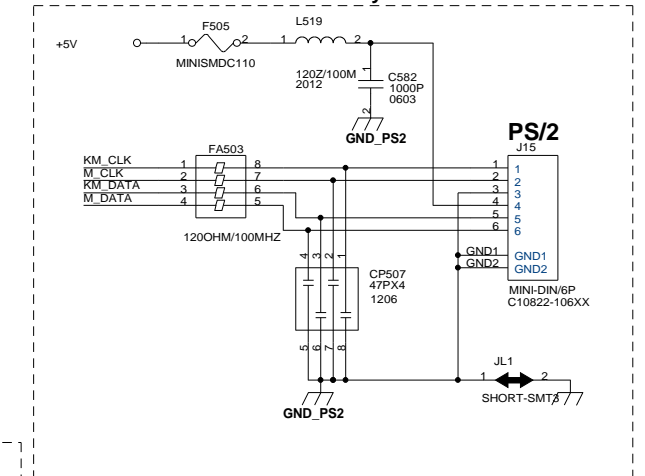 F505
L519
+5V
1
2
1
2
MINISMDC110
120Z/100M
2012
1
C582
1000P
0603
2
GND_PS2
PS/2
J15
FA503
KM_CLK
1
8
1
1
M_CLK
2
7
2
2
KM_DATA
3
6
3
3
M_DATA
4
5
4
4
5
5
6
6
120OHM/100MHZ
GND1
GND1
GND2
GND2
4
3
2
1
CP507
47PX4
1206
MINI-DIN/6P
C10822-106XX
5
6
7
8
JL1
1
2
SHORT-SMT3
GND_PS2